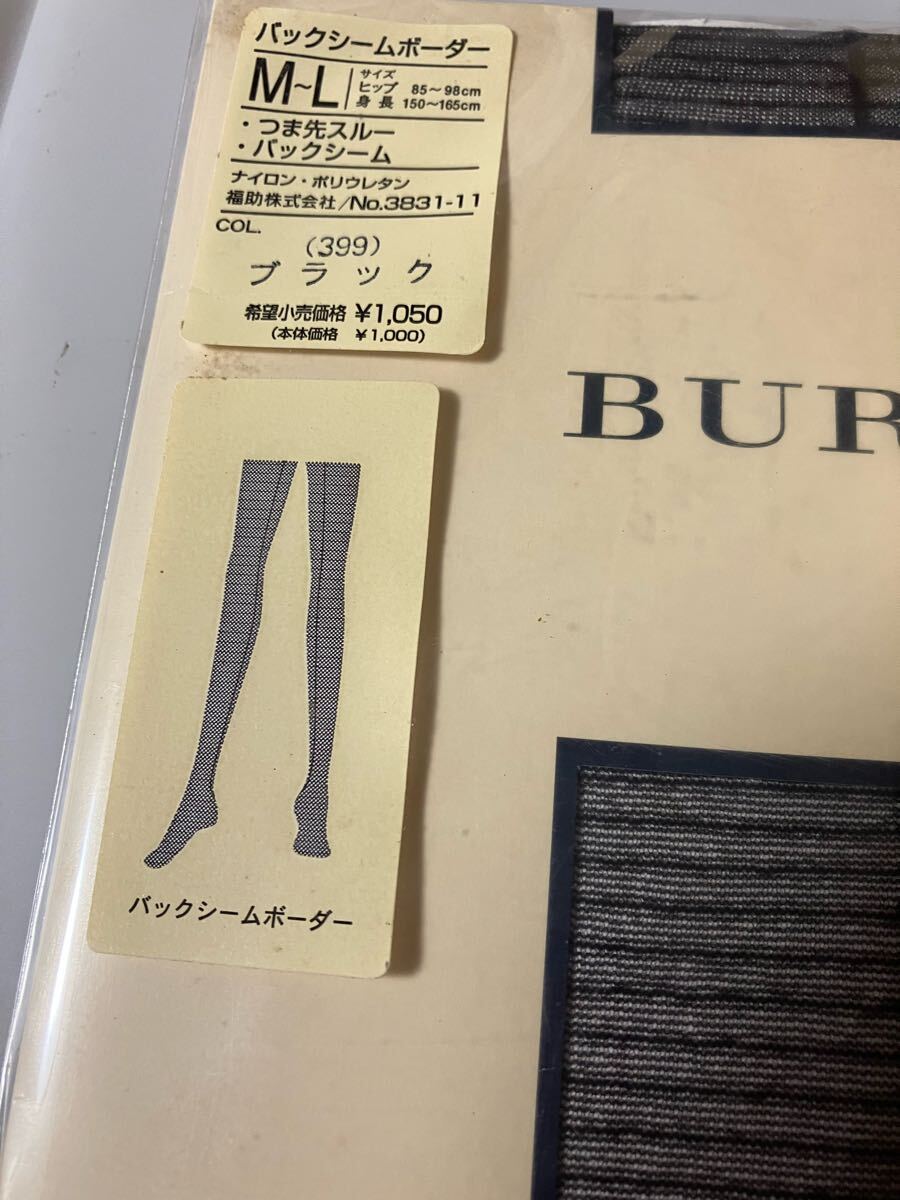 バックシームボーダー
M~L サイズ
ヒップ 85～98cm
身長 150～165cm
・つま先スルー
・バックシーム
ナイロン・ポリウレタン
福助株式会社/No.3831-11
COL.
(399)
ブラック
希望小売価格 ¥1,050
(本体価格 ¥1,000)
BUR
バックシームボーダー